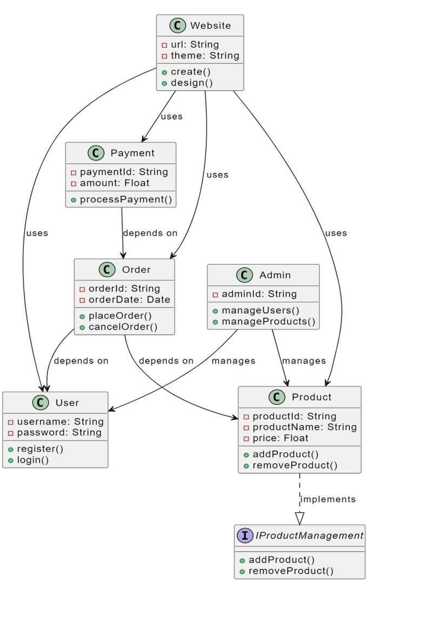 C Website
url: String
theme: String
create()
design()
uses
C Payment
paymentId: String
amount: Float
processPayment()
uses
uses
uses
depends on
C Order
orderId: String
orderDate: Date
placeOrder()
cancelOrder()
C Admin
adminId: String
manageUsers()
manageProducts()
depends on
depends on
manages
manages
C User
username: String
password: String
register()
login()
C Product
productId: String
productName: String
price: Float
addProduct()
removeProduct()
implements
I IProductManagement
addProduct()
removeProduct()